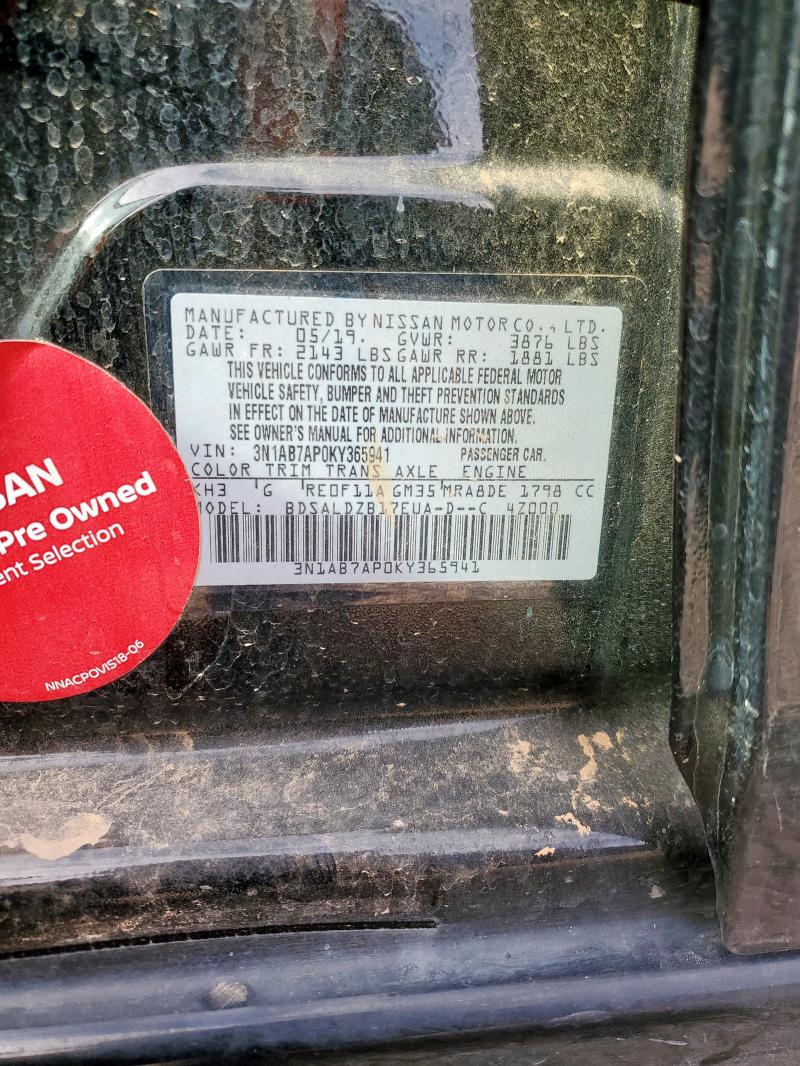 MANUFACTURED BY NISSAN MOTOR CO., LTD.
DATE: 05/19. GVWR: 3876 LBS
GAWR FR: 2143 LBS GAWR RR: 1881 LBS
THIS VEHICLE CONFORMS TO ALL APPLICABLE FEDERAL MOTOR
VEHICLE SAFETY, BUMPER AND THEFT PREVENTION STANDARDS
IN EFFECT ON THE DATE OF MANUFACTURE SHOWN ABOVE.
SEE OWNER'S MANUAL FOR ADDITIONAL INFORMATION.
VIN: 3N1AB7AP0KY365941 PASSENGER CAR.
COLOR TRIM TRANS AXLE ENGINE
KH3 G RE0F11A GM35 MRA8DE 1798 CC
MODEL: BDSALDZB17EUA-D--C 4Z000
3N1AB7AP0KY365941
SAN
Pre Owned
ent Selection
NNACPOVIS18-06